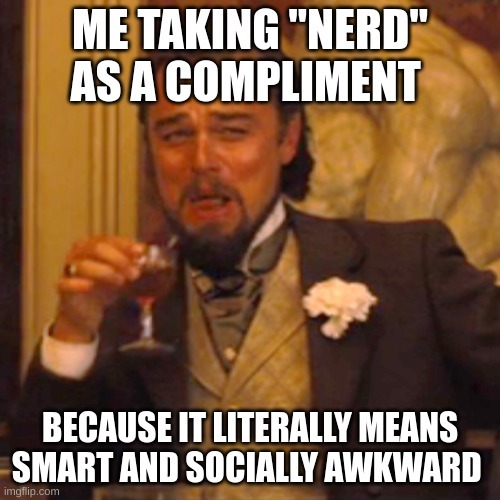 ME TAKING "NERD"
AS A COMPLIMENT
BECAUSE IT LITERALLY MEANS
SMART AND SOCIALLY AWKWARD
imgflip.com